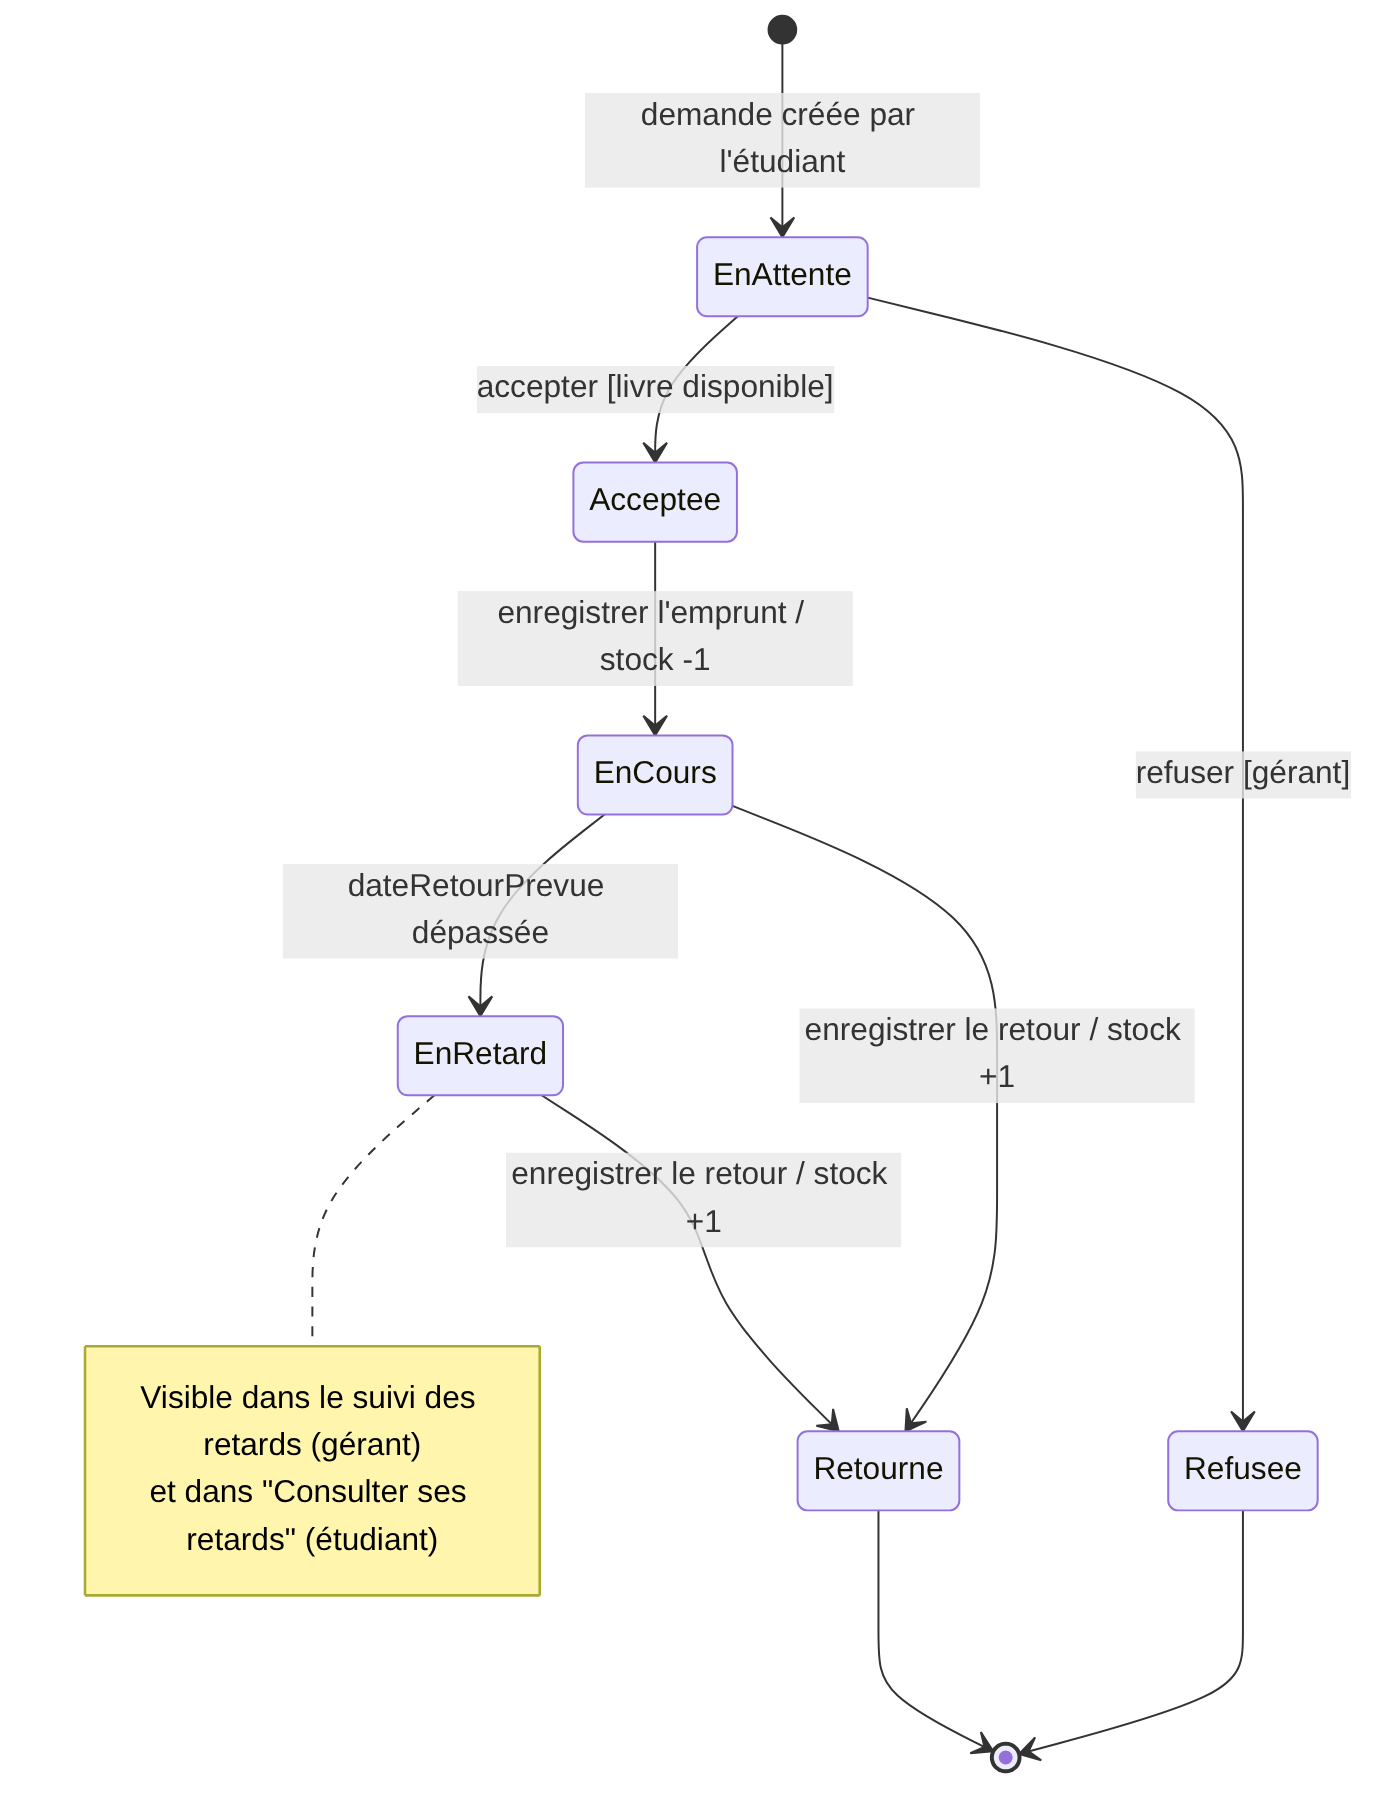 demande créée par
l'étudiant
EnAttente
accepter [livre disponible]
Acceptee
enregistrer l'emprunt /
stock -1
EnCours
refuser [gérant]
dateRetourPrevue
dépassée
enregistrer le retour / stock
+1
EnRetard
enregistrer le retour / stock
+1
Visible dans le suivi des
retards (gérant)
et dans "Consulter ses
retards" (étudiant)
Retourne
Refusee